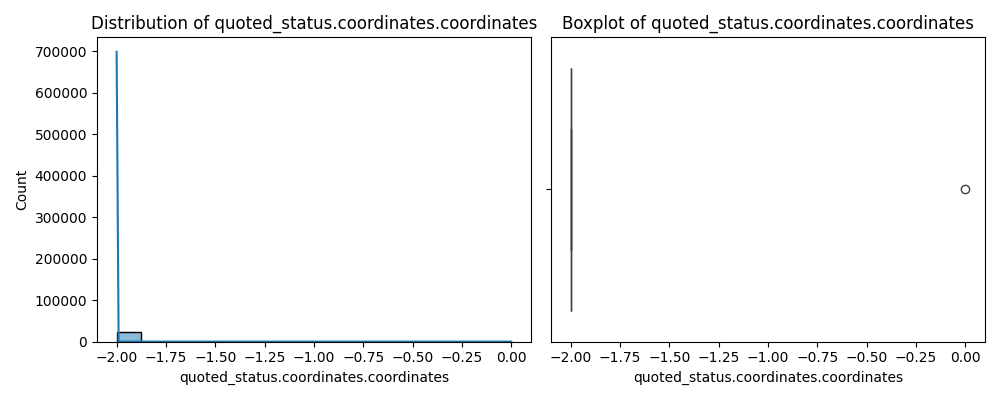 Distribution of quoted_status.coordinates.coordinates
700000
600000
500000
400000
300000
200000
100000
0
Count
−2.00 −1.75 −1.50 −1.25 −1.00 −0.75 −0.50 −0.25 0.00
quoted_status.coordinates.coordinates
Boxplot of quoted_status.coordinates.coordinates
−2.00 −1.75 −1.50 −1.25 −1.00 −0.75 −0.50 −0.25 0.00
quoted_status.coordinates.coordinates